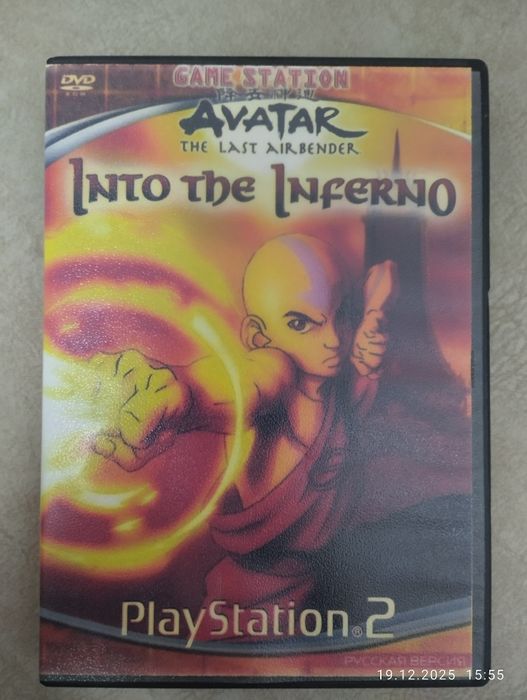 DVD
GAME STATION
AVATAR
THE LAST AIRBENDER
INTO THE INFERNO
PlayStation®2
РУССКАЯ ВЕРСИЯ
19.12.2025 15:55